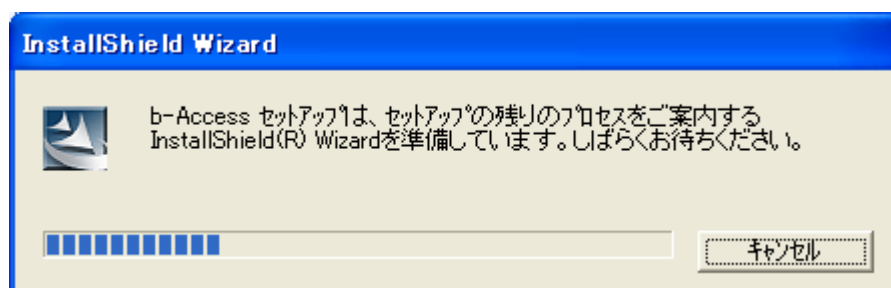 InstallShield Wizard
b-Access セットアップは、セットアップの残りのプロセスをご案内する
InstallShield(R) Wizardを準備しています。しばらくお待ちください。
キャンセル